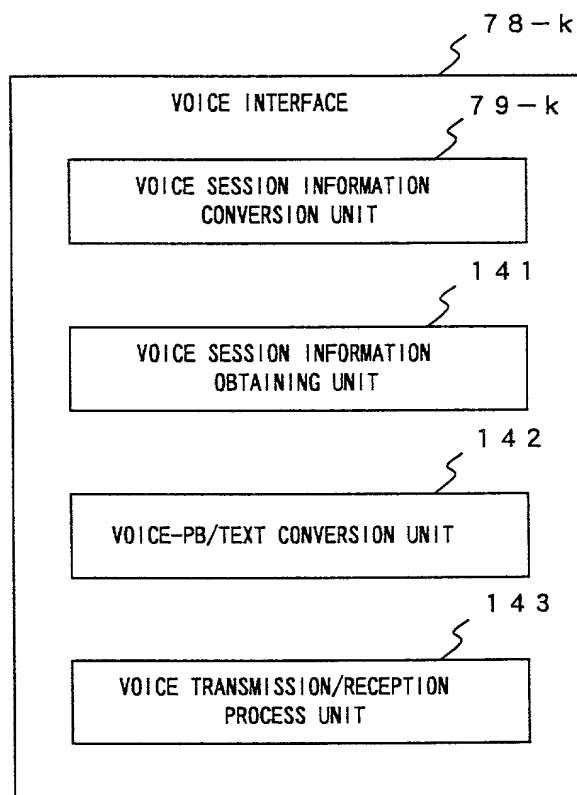 78-k
VOICE INTERFACE
79-k
VOICE SESSION INFORMATION
CONVERSION UNIT
141
VOICE SESSION INFORMATION
OBTAINING UNIT
142
VOICE-PB/TEXT CONVERSION UNIT
143
VOICE TRANSMISSION/RECEPTION
PROCESS UNIT